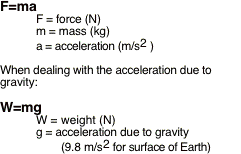 F=ma
F = force (N)
m = mass (kg)
a = acceleration (m/s2 )
When dealing with the acceleration due to
gravity:
W=mg
W = weight (N)
g = acceleration due to gravity
(9.8 m/s2 for surface of Earth)